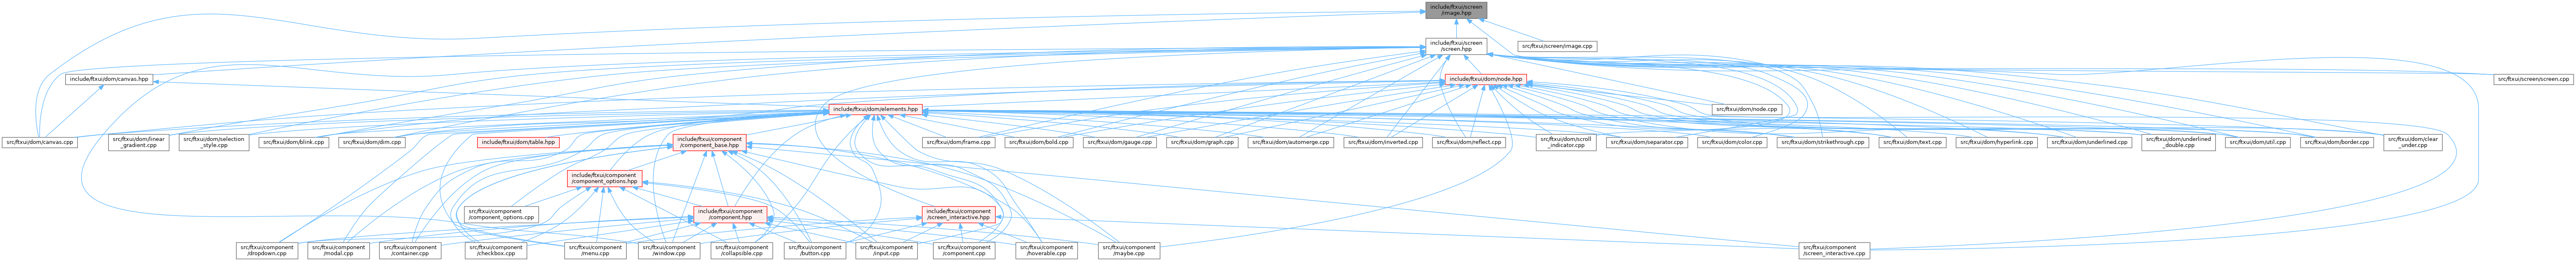 include/ftxui/screen
/image.hpp
include/ftxui/screen
/screen.hpp
src/ftxui/screen/image.cpp
include/ftxui/dom/canvas.hpp
include/ftxui/dom/node.hpp
src/ftxui/screen/screen.cpp
include/ftxui/dom/elements.hpp
src/ftxui/dom/node.cpp
src/ftxui/dom/canvas.cpp
src/ftxui/dom/linear
_gradient.cpp
src/ftxui/dom/selection
_style.cpp
src/ftxui/dom/blink.cpp
src/ftxui/dom/dim.cpp
include/ftxui/dom/table.hpp
include/ftxui/component
/component_base.hpp
src/ftxui/dom/frame.cpp
src/ftxui/dom/bold.cpp
src/ftxui/dom/gauge.cpp
src/ftxui/dom/graph.cpp
src/ftxui/dom/automerge.cpp
src/ftxui/dom/inverted.cpp
src/ftxui/dom/reflect.cpp
src/ftxui/dom/scroll
_indicator.cpp
src/ftxui/dom/separator.cpp
src/ftxui/dom/color.cpp
src/ftxui/dom/strikethrough.cpp
src/ftxui/dom/text.cpp
src/ftxui/dom/hyperlink.cpp
src/ftxui/dom/underlined.cpp
src/ftxui/dom/underlined
_double.cpp
src/ftxui/dom/util.cpp
src/ftxui/dom/border.cpp
src/ftxui/dom/clear
_under.cpp
include/ftxui/component
/component_options.hpp
src/ftxui/component
/component_options.cpp
include/ftxui/component
/component.hpp
include/ftxui/component
/screen_interactive.hpp
src/ftxui/component
/dropdown.cpp
src/ftxui/component
/modal.cpp
src/ftxui/component
/container.cpp
src/ftxui/component
/checkbox.cpp
src/ftxui/component
/menu.cpp
src/ftxui/component
/window.cpp
src/ftxui/component
/collapsible.cpp
src/ftxui/component
/button.cpp
src/ftxui/component
/input.cpp
src/ftxui/component
/component.cpp
src/ftxui/component
/hoverable.cpp
src/ftxui/component
/maybe.cpp
src/ftxui/component
/screen_interactive.cpp